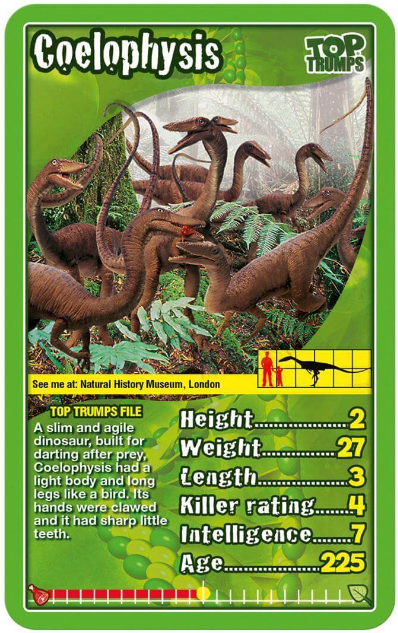 Coelophysis
TOP
TRUMPS
See me at: Natural History Museum, London
TOP TRUMPS FILE
A slim and agile
dinosaur, built for
darting after prey,
Coelophysis had a
light body and long
legs like a bird. Its
hands were clawed
and it had sharp little
teeth.
Height....................2
Weight................27
Length..................3
Killer rating......4
Intelligence.......7
Age....................225